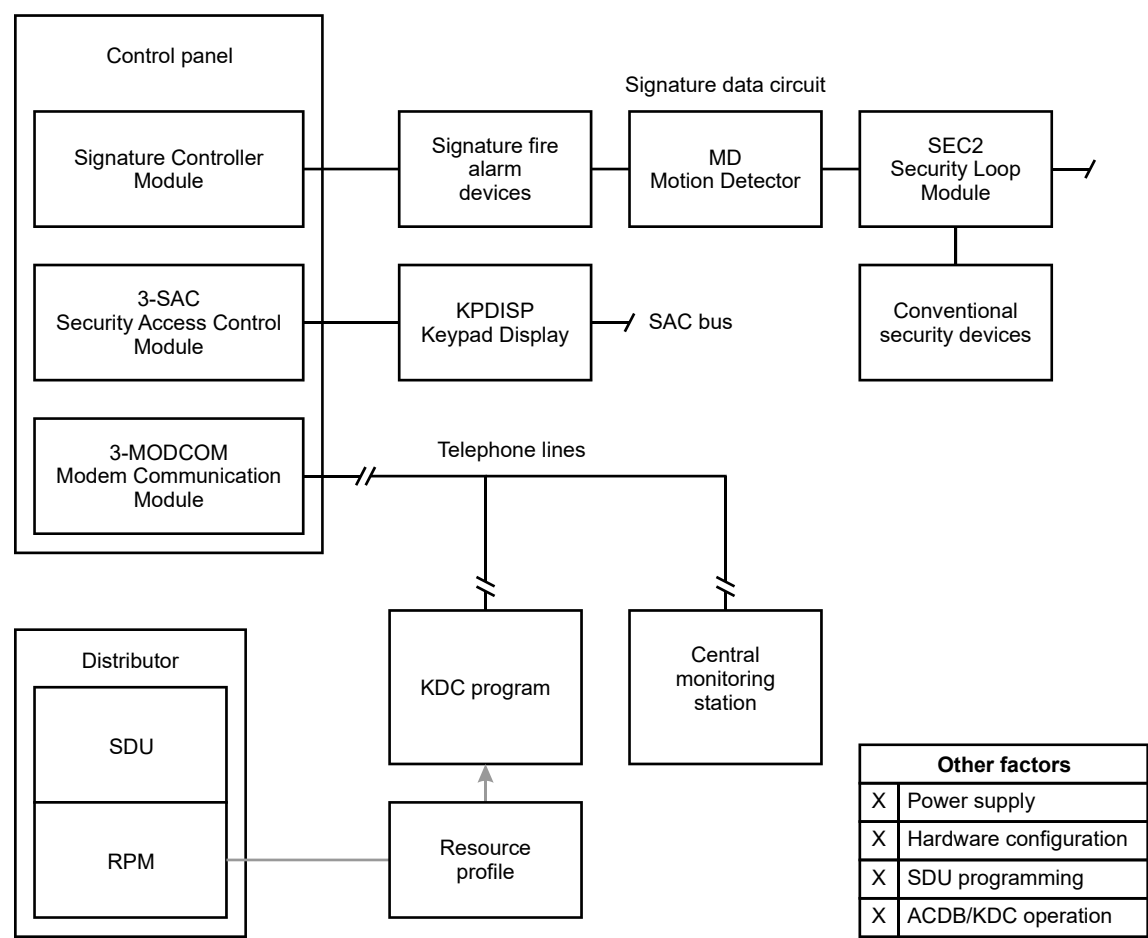 Control panel
Signature data circuit
Signature Controller
Module
Signature fire
alarm
devices
MD
Motion Detector
SEC2
Security Loop
Module
3-SAC
Security Access Control
Module
KPDISP
Keypad Display
SAC bus
Conventional
security devices
3-MODCOM
Modem Communication
Module
Telephone lines
Distributor
SDU
RPM
KDC program
Central
monitoring
station
Resource
profile
Other factors
X Power supply
X Hardware configuration
X SDU programming
X ACDB/KDC operation